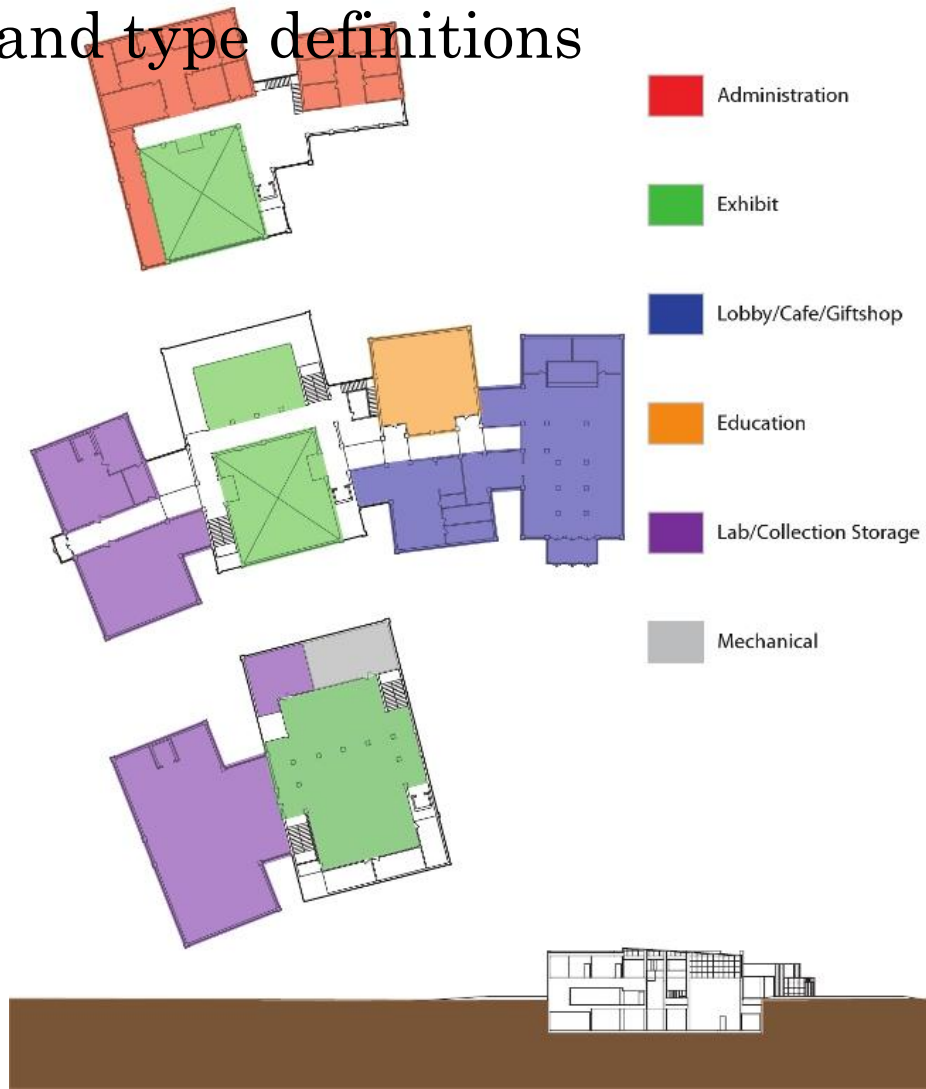 and type definitions
Administration
Exhibit
Lobby/Cafe/Giftshop
Education
Lab/Collection Storage
Mechanical